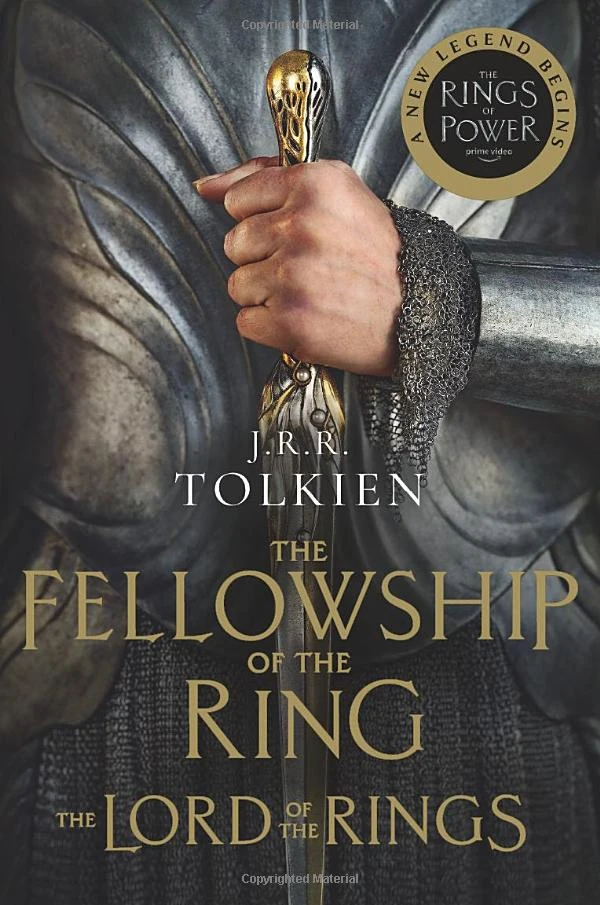 Copyrighted Material
A NEW LEGEND BEGINS
THE
RINGS
OF
POWER
prime video
J.R.R.
TOLKIEN
THE
FELLOWSHIP
OF THE
RING
THE LORD OF THE RINGS
Copyrighted Material